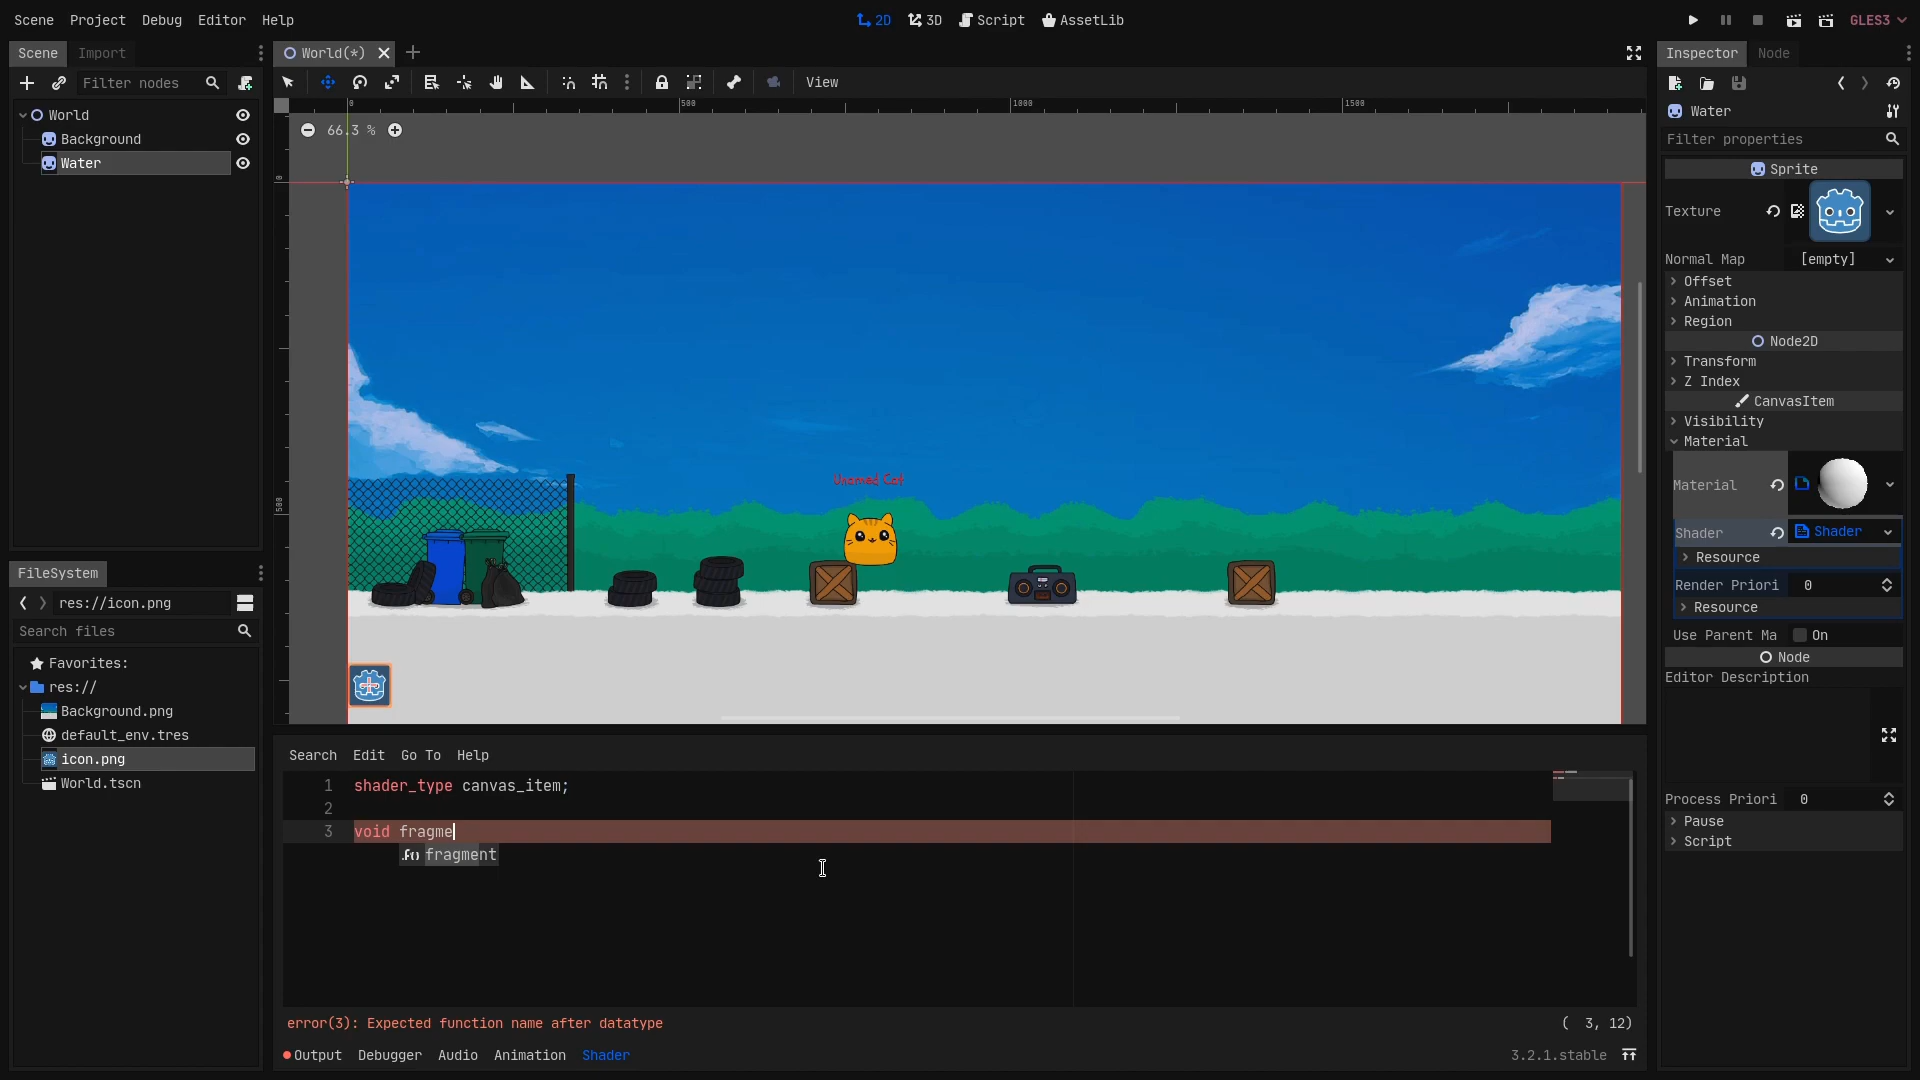 Scene Project Debug Editor Help
2D 3D Script AssetLib
GLES3
Scene Import
World(*)
Inspector Node
Filter nodes
View
World
Background
Water
0 500 1000 1500
66.3 %
0
500
Unamed Cat
Water
Filter properties
Sprite
Texture
Normal Map [empty]
Offset
Animation
Region
Node2D
Transform
Z Index
CanvasItem
Visibility
Material
Material
Shader Shader
Resource
Render Priori 0
Resource
Use Parent Ma On
Node
Editor Description
Process Priori 0
Pause
Script
FileSystem
res://icon.png
Search files
Favorites:
res://
Background.png
default_env.tres
icon.png
World.tscn
Search Edit Go To Help
1 shader_type canvas_item;
2
3 void fragme
fragment
error(3): Expected function name after datatype
( 3, 12)
Output Debugger Audio Animation Shader
3.2.1.stable